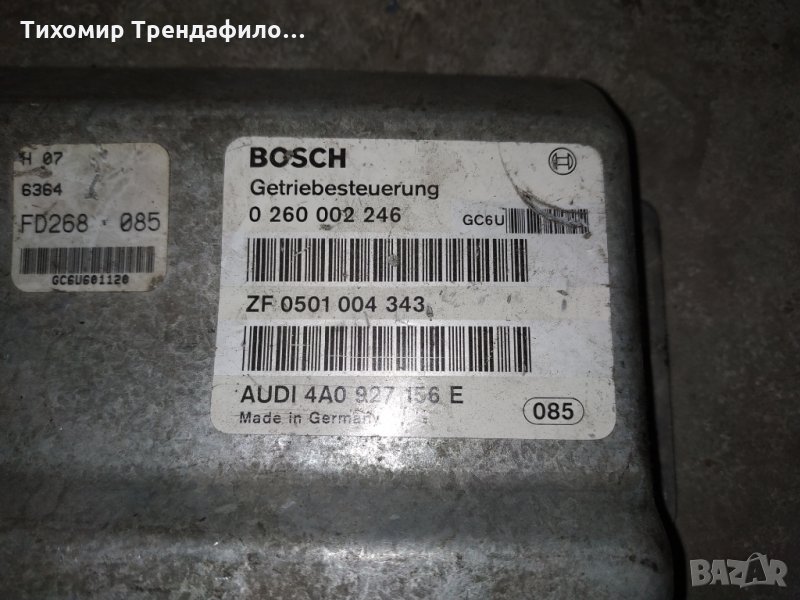 Тихомир Трендафило...
H 07
6364
FD268 - 085
GC6U601120
BOSCH
Getriebesteuerung
0 260 002 246
GC6U
ZF 0501 004 343
AUDI 4A0 927 156 E
Made in Germany
085
BAZAR